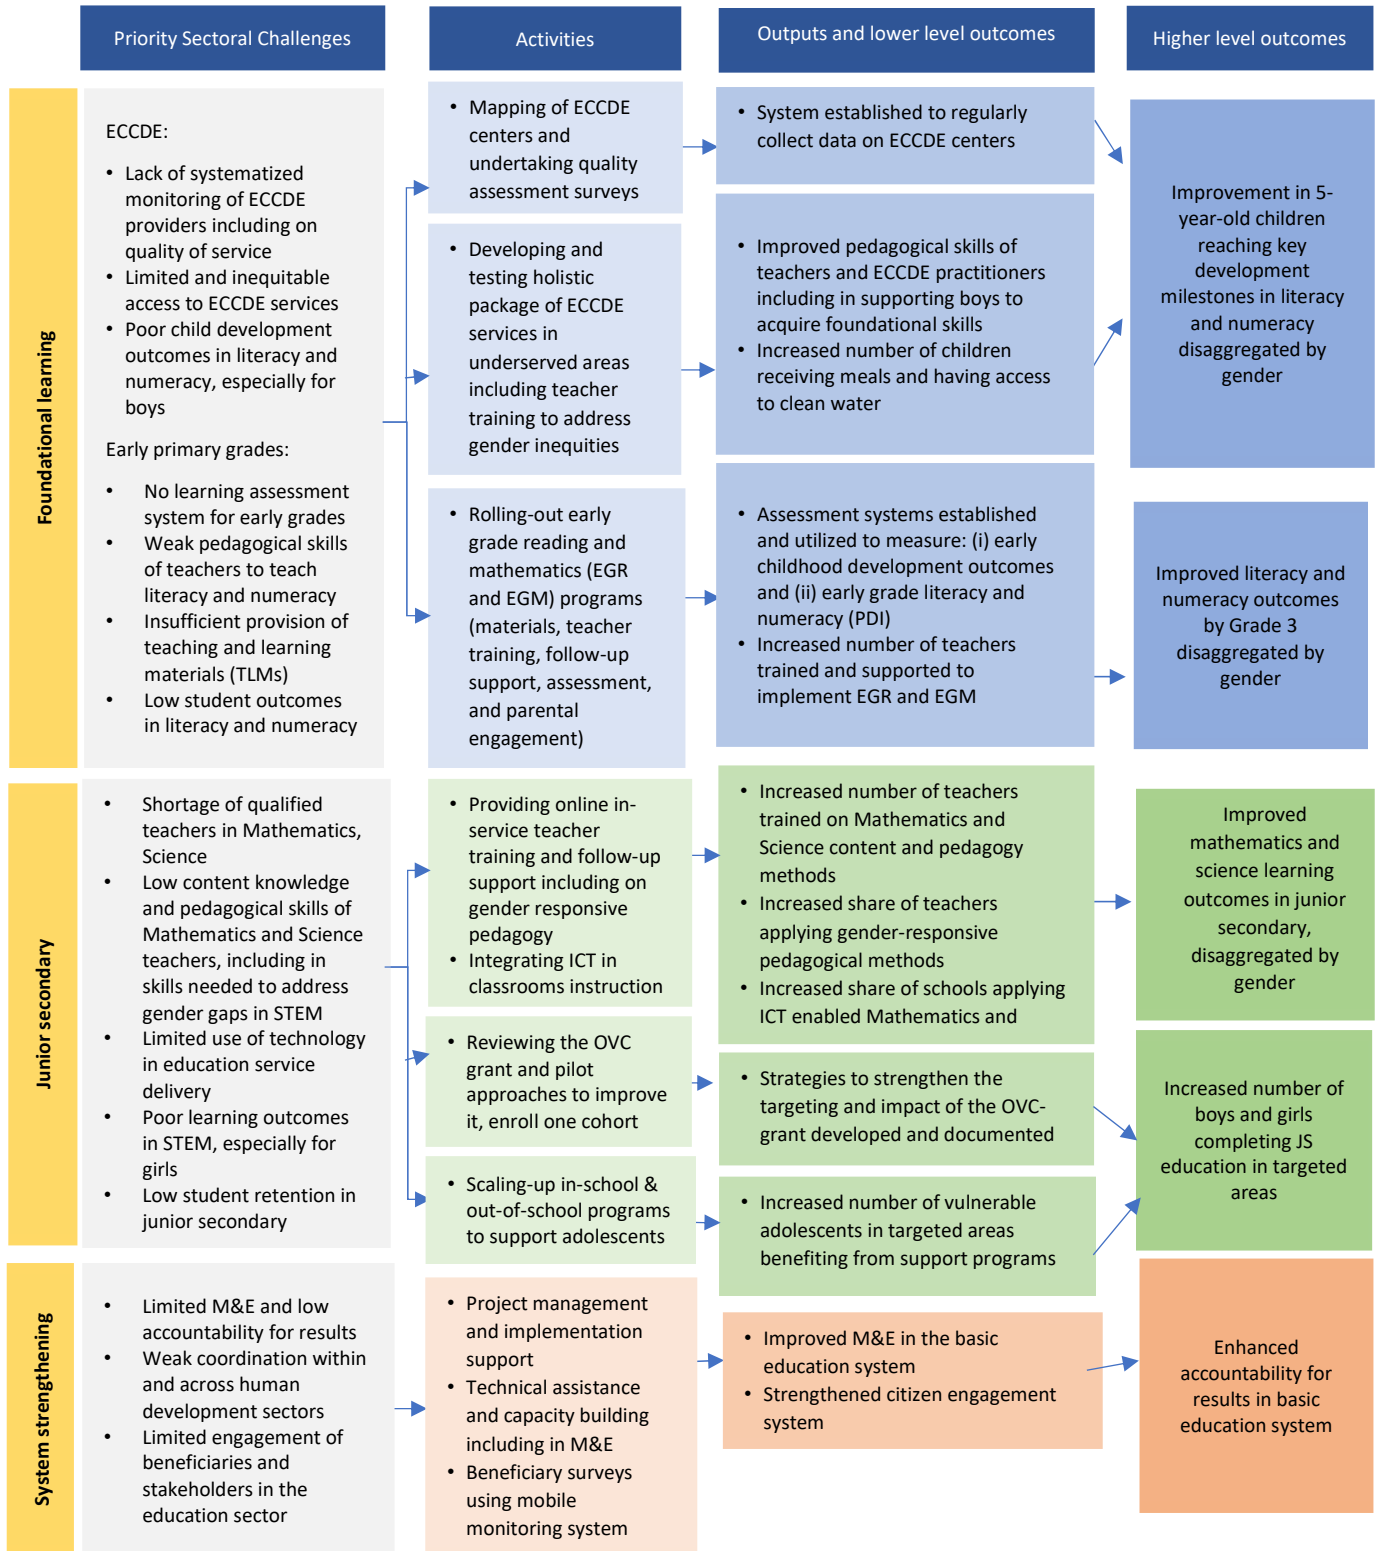 Priority Sectoral Challenges
Activities
Outputs and lower level outcomes
Higher level outcomes
Foundational learning
ECCDE:
• Lack of systematized
monitoring of ECCDE
providers including on
quality of service
• Limited and inequitable
access to ECCDE services
• Poor child development
outcomes in literacy and
numeracy, especially for
boys
Early primary grades:
• No learning assessment
system for early grades
• Weak pedagogical skills
of teachers to teach
literacy and numeracy
• Insufficient provision of
teaching and learning
materials (TLMs)
• Low student outcomes
in literacy and numeracy
• Mapping of ECCDE
centers and
undertaking quality
assessment surveys
• Developing and
testing holistic
package of ECCDE
services in
underserved areas
including teacher
training to address
gender inequities
• Rolling-out early
grade reading and
mathematics (EGR
and EGM) programs
(materials, teacher
training, follow-up
support, assessment,
and parental
engagement)
• System established to regularly
collect data on ECCDE centers
• Improved pedagogical skills of
teachers and ECCDE practitioners
including in supporting boys to
acquire foundational skills
• Increased number of children
receiving meals and having access
to clean water
• Assessment systems established
and utilized to measure: (i) early
childhood development outcomes
and (ii) early grade literacy and
numeracy (PDI)
• Increased number of teachers
trained and supported to
implement EGR and EGM
Improvement in 5-
year-old children
reaching key
development
milestones in literacy
and numeracy
disaggregated by
gender
Improved literacy and
numeracy outcomes
by Grade 3
disaggregated by
gender
Junior secondary
• Shortage of qualified
teachers in Mathematics,
Science
• Low content knowledge
and pedagogical skills of
Mathematics and Science
teachers, including in
skills needed to address
gender gaps in STEM
• Limited use of technology
in education service
delivery
• Poor learning outcomes
in STEM, especially for
girls
• Low student retention in
junior secondary
• Providing online in-
service teacher
training and follow-up
support including on
gender responsive
pedagogy
• Integrating ICT in
classrooms instruction
• Reviewing the OVC
grant and pilot
approaches to improve
it, enroll one cohort
• Scaling-up in-school &
out-of-school programs
to support adolescents
• Increased number of teachers
trained on Mathematics and
Science content and pedagogy
methods
• Increased share of teachers
applying gender-responsive
pedagogical methods
• Increased share of schools applying
ICT enabled Mathematics and
• Strategies to strengthen the
targeting and impact of the OVC-
grant developed and documented
• Increased number of vulnerable
adolescents in targeted areas
benefiting from support programs
Improved
mathematics and
science learning
outcomes in junior
secondary,
disaggregated by
gender
Increased number of
boys and girls
completing JS
education in targeted
areas
System strengthening
• Limited M&E and low
accountability for results
• Weak coordination within
and across human
development sectors
• Limited engagement of
beneficiaries and
stakeholders in the
education sector
• Project management
and implementation
support
• Technical assistance
and capacity building
including in M&E
• Beneficiary surveys
using mobile
monitoring system
• Improved M&E in the basic
education system
• Strengthened citizen engagement
system
Enhanced
accountability for
results in basic
education system